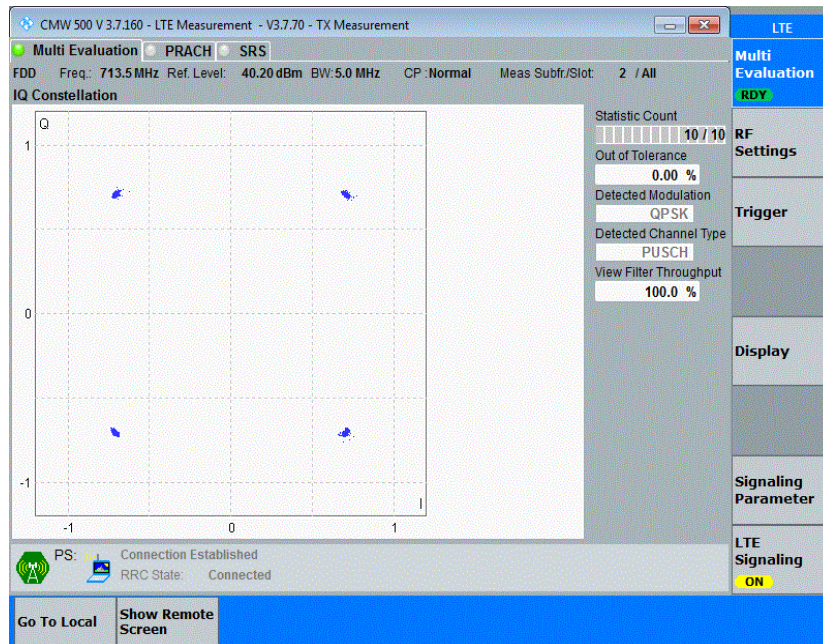 CMW 500 V 3.7.160 - LTE Measurement - V3.7.70 - TX Measurement
LTE
Multi Evaluation PRACH SRS
Multi
Evaluation
RDY
FDD Freq.: 713.5 MHz Ref. Level: 40.20 dBm BW: 5.0 MHz CP :Normal Meas Subfr./Slot: 2 / All
IQ Constellation
Q
1
0
-1
-1 0 1
I
Statistic Count
10 / 10
Out of Tolerance
0.00 %
Detected Modulation
QPSK
Detected Channel Type
PUSCH
View Filter Throughput
100.0 %
RF
Settings
Trigger
Display
Signaling
Parameter
LTE
Signaling
ON
PS: Connection Established
RRC State: Connected
Go To Local
Show Remote
Screen